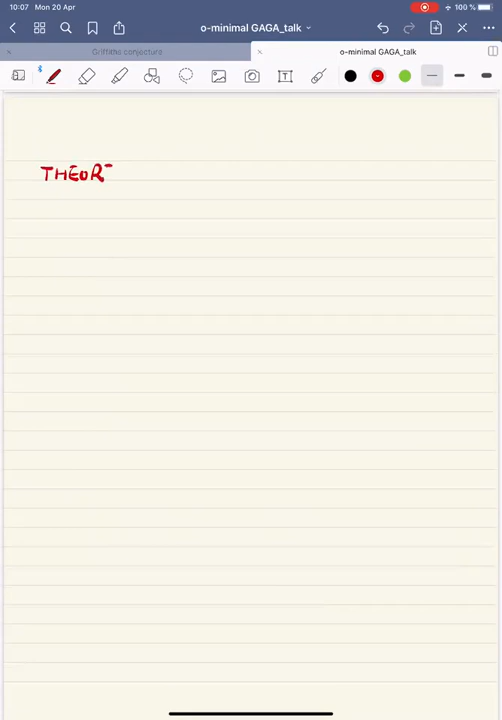 10:07 Mon 20 Apr
100 %
o-minimal GAGA_talk
Griffiths conjecture
o-minimal GAGA_talk
THEOR